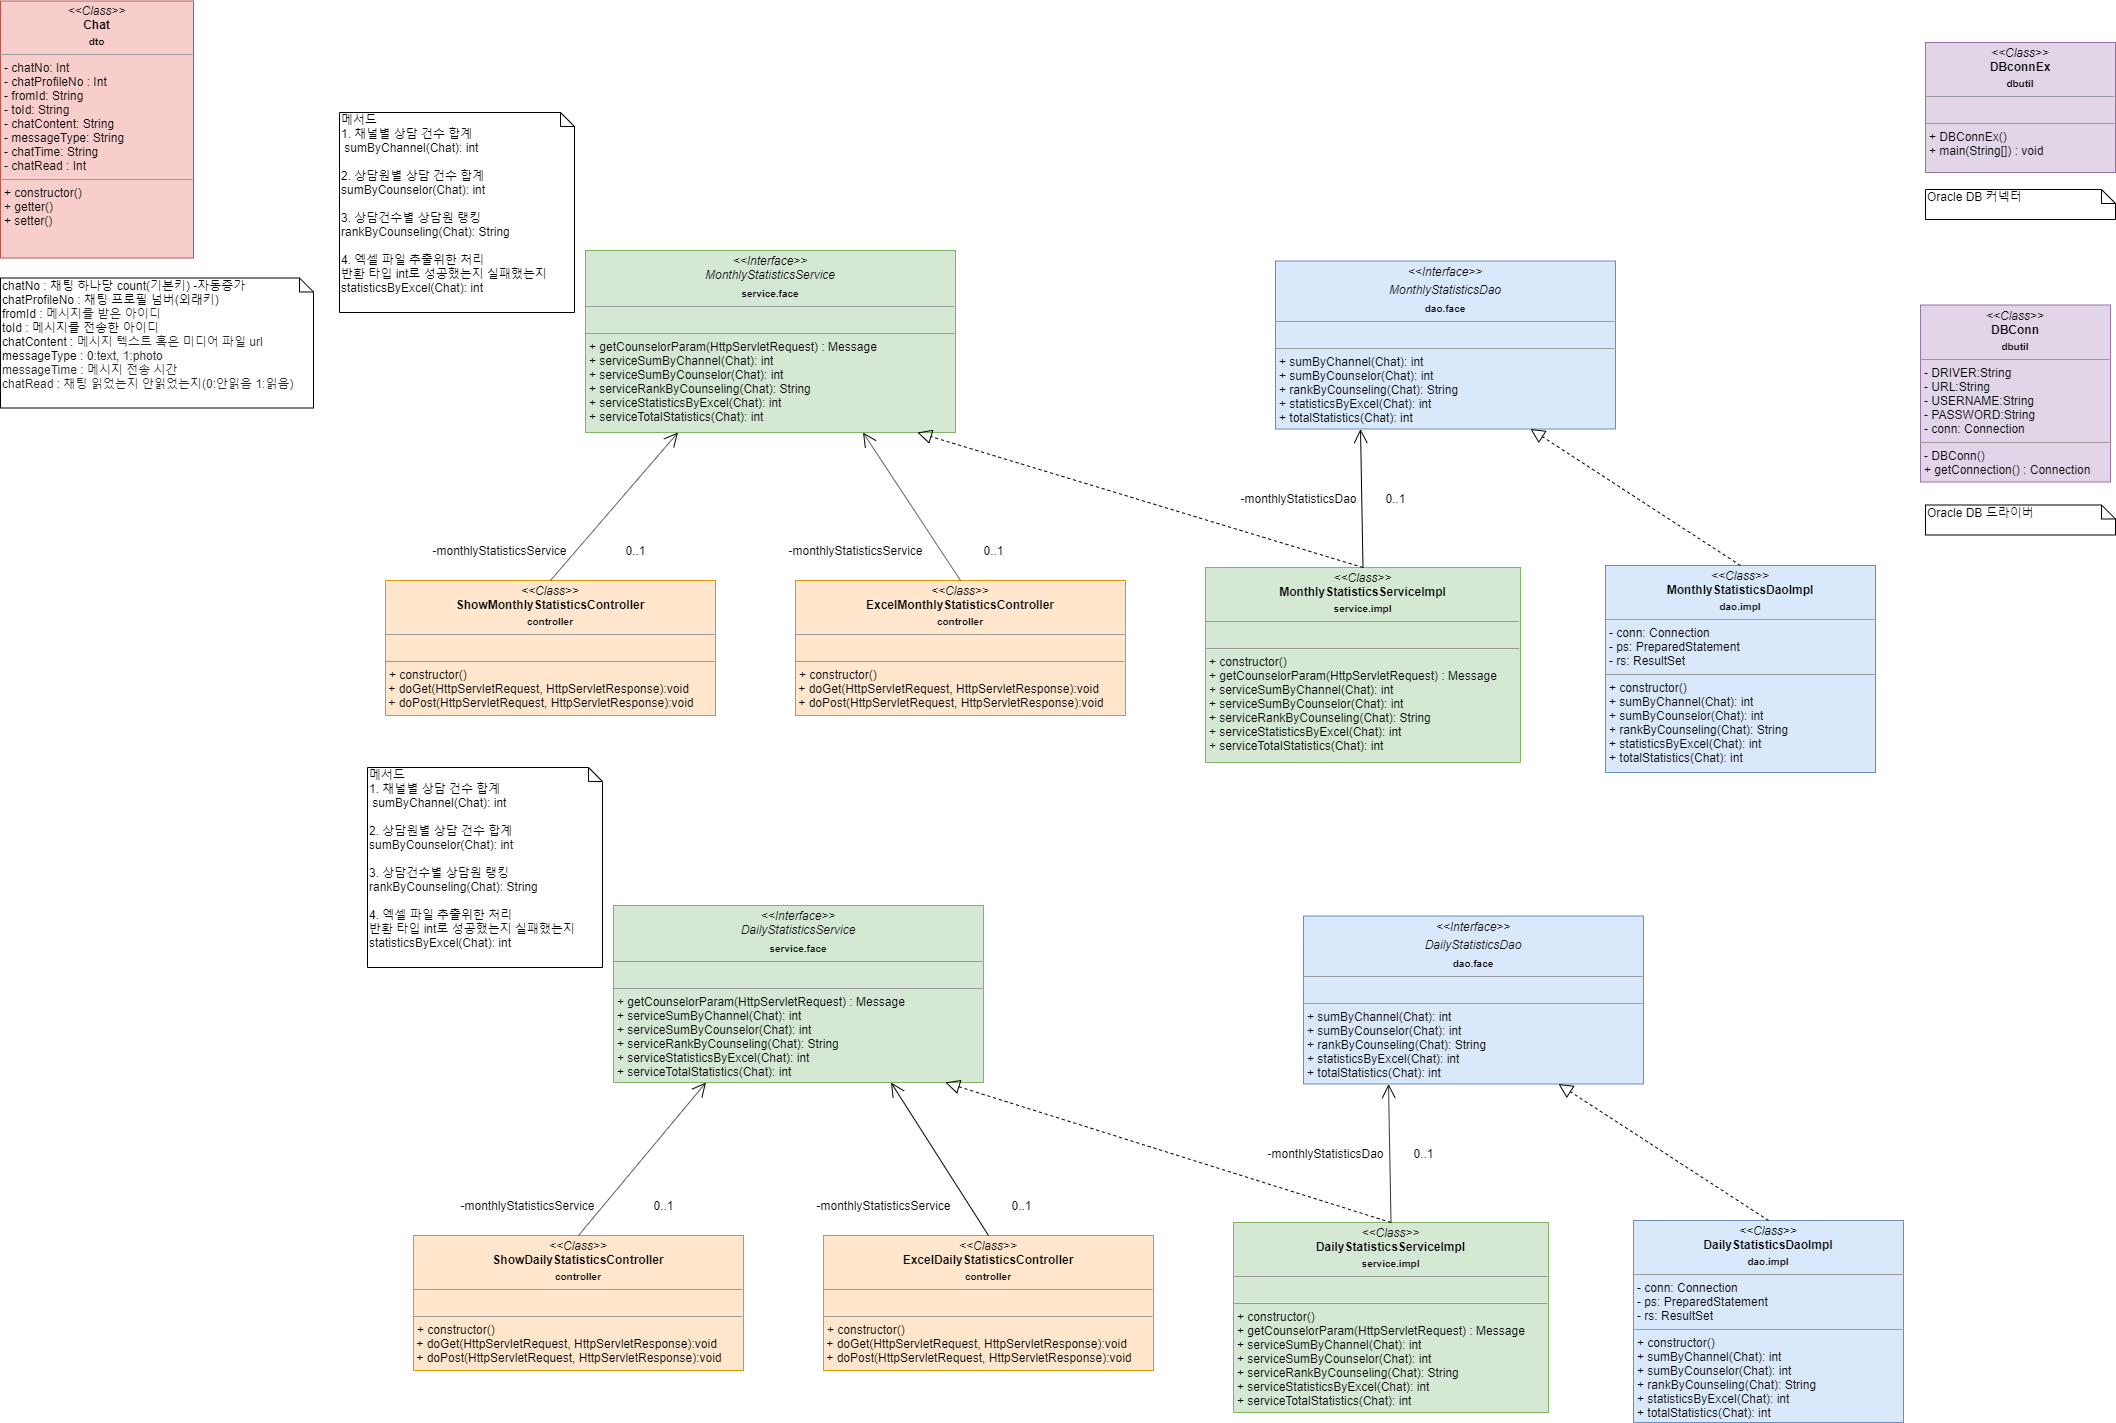 <<Class>>
Chat
dto
- chatNo: Int
- chatProfileNo : Int
- fromId: String
- toId: String
- chatContent: String
- messageType: String
- chatTime: String
- chatRead : Int
+ constructor()
+ getter()
+ setter()
chatNo : 채팅 하나당 count(기본키) -자동증가
chatProfileNo : 채팅 프로필 넘버(외래키)
fromId : 메시지를 받은 아이디
toId : 메시지를 전송한 아이디
chatContent : 메시지 텍스트 혹은 미디어 파일 url
messageType : 0:text, 1:photo
messageTime : 메시지 전송 시간
chatRead : 채팅 읽었는지 안읽었는지(0:안읽음 1:읽음)
메서드
1. 채널별 상담 건수 합계
sumByChannel(Chat): int
2. 상담원별 상담 건수 합계
sumByCounselor(Chat): int
3. 상담건수별 상담원 랭킹
rankByCounseling(Chat): String
4. 엑셀 파일 추출위한 처리
반환 타입 int로 성공했는지 실패했는지
statisticsByExcel(Chat): int
<<Interface>>
MonthlyStatisticsService
service.face
+ getCounselorParam(HttpServletRequest) : Message
+ serviceSumByChannel(Chat): int
+ serviceSumByCounselor(Chat): int
+ serviceRankByCounseling(Chat): String
+ serviceStatisticsByExcel(Chat): int
+ serviceTotalStatistics(Chat): int
<<Interface>>
MonthlyStatisticsDao
dao.face
+ sumByChannel(Chat): int
+ sumByCounselor(Chat): int
+ rankByCounseling(Chat): String
+ statisticsByExcel(Chat): int
+ totalStatistics(Chat): int
<<Class>>
DBconnEx
dbutil
+ DBConnEx()
+ main(String[]) : void
Oracle DB 커넥터
<<Class>>
DBConn
dbutil
- DRIVER:String
- URL:String
- USERNAME:String
- PASSWORD:String
- conn: Connection
- DBConn()
+ getConnection() : Connection
Oracle DB 드라이버
-monthlyStatisticsService
0..1
-monthlyStatisticsService
0..1
-monthlyStatisticsDao
0..1
<<Class>>
ShowMonthlyStatisticsController
controller
+ constructor()
+ doGet(HttpServletRequest, HttpServletResponse):void
+ doPost(HttpServletRequest, HttpServletResponse):void
<<Class>>
ExcelMonthlyStatisticsController
controller
+ constructor()
+ doGet(HttpServletRequest, HttpServletResponse):void
+ doPost(HttpServletRequest, HttpServletResponse):void
<<Class>>
MonthlyStatisticsServiceImpl
service.impl
+ constructor()
+ getCounselorParam(HttpServletRequest) : Message
+ serviceSumByChannel(Chat): int
+ serviceSumByCounselor(Chat): int
+ serviceRankByCounseling(Chat): String
+ serviceStatisticsByExcel(Chat): int
+ serviceTotalStatistics(Chat): int
<<Class>>
MonthlyStatisticsDaoImpl
dao.impl
- conn: Connection
- ps: PreparedStatement
- rs: ResultSet
+ constructor()
+ sumByChannel(Chat): int
+ sumByCounselor(Chat): int
+ rankByCounseling(Chat): String
+ statisticsByExcel(Chat): int
+ totalStatistics(Chat): int
메서드
1. 채널별 상담 건수 합계
sumByChannel(Chat): int
2. 상담원별 상담 건수 합계
sumByCounselor(Chat): int
3. 상담건수별 상담원 랭킹
rankByCounseling(Chat): String
4. 엑셀 파일 추출위한 처리
반환 타입 int로 성공했는지 실패했는지
statisticsByExcel(Chat): int
<<Interface>>
DailyStatisticsService
service.face
+ getCounselorParam(HttpServletRequest) : Message
+ serviceSumByChannel(Chat): int
+ serviceSumByCounselor(Chat): int
+ serviceRankByCounseling(Chat): String
+ serviceStatisticsByExcel(Chat): int
+ serviceTotalStatistics(Chat): int
<<Interface>>
DailyStatisticsDao
dao.face
+ sumByChannel(Chat): int
+ sumByCounselor(Chat): int
+ rankByCounseling(Chat): String
+ statisticsByExcel(Chat): int
+ totalStatistics(Chat): int
-monthlyStatisticsService
0..1
-monthlyStatisticsService
0..1
-monthlyStatisticsDao
0..1
<<Class>>
ShowDailyStatisticsController
controller
+ constructor()
+ doGet(HttpServletRequest, HttpServletResponse):void
+ doPost(HttpServletRequest, HttpServletResponse):void
<<Class>>
ExcelDailyStatisticsController
controller
+ constructor()
+ doGet(HttpServletRequest, HttpServletResponse):void
+ doPost(HttpServletRequest, HttpServletResponse):void
<<Class>>
DailyStatisticsServiceImpl
service.impl
+ constructor()
+ getCounselorParam(HttpServletRequest) : Message
+ serviceSumByChannel(Chat): int
+ serviceSumByCounselor(Chat): int
+ serviceRankByCounseling(Chat): String
+ serviceStatisticsByExcel(Chat): int
+ serviceTotalStatistics(Chat): int
<<Class>>
DailyStatisticsDaoImpl
dao.impl
- conn: Connection
- ps: PreparedStatement
- rs: ResultSet
+ constructor()
+ sumByChannel(Chat): int
+ sumByCounselor(Chat): int
+ rankByCounseling(Chat): String
+ statisticsByExcel(Chat): int
+ totalStatistics(Chat): int